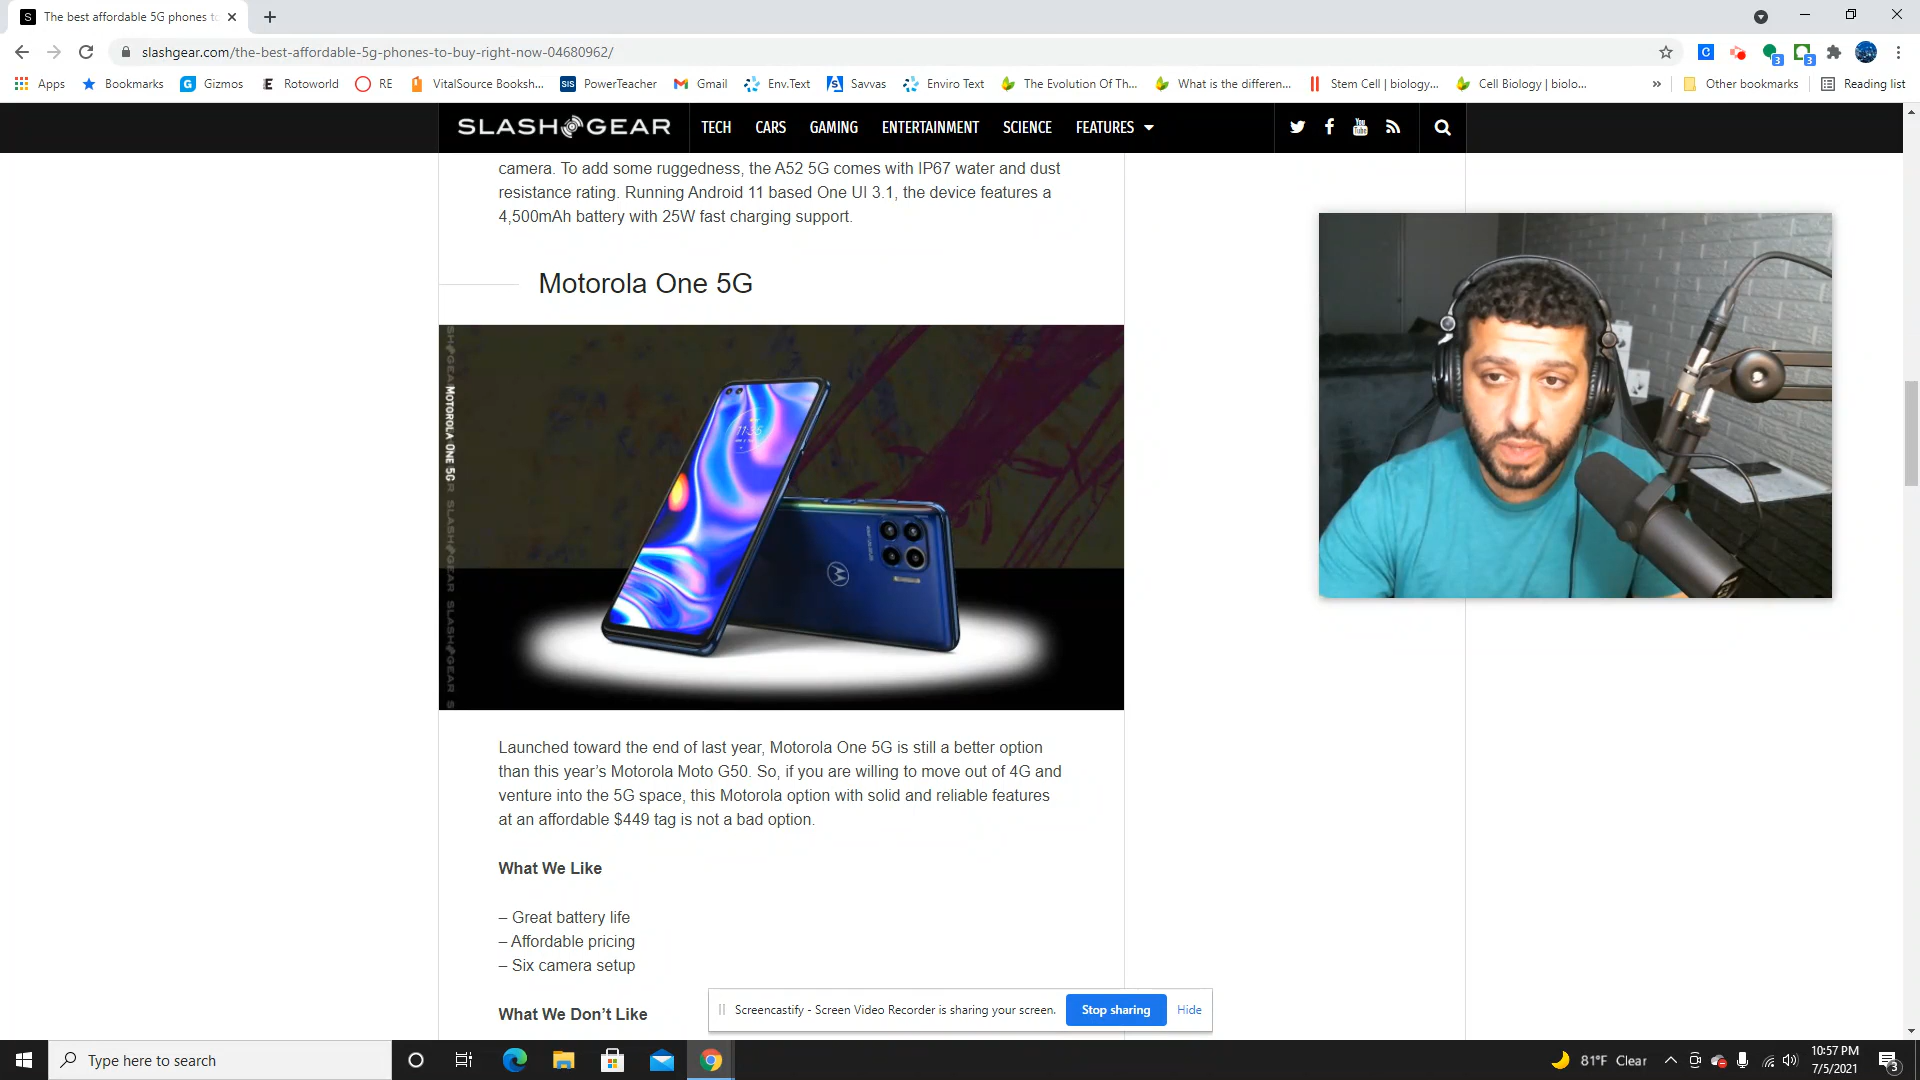 The best affordable 5G phones to
slashgear.com/the-best-affordable-5g-phones-to-buy-right-now-04680962/
Apps Bookmarks Gizmos Rotoworld RE VitalSource Booksh... PowerTeacher Gmail Env.Text Savvas Enviro Text The Evolution Of Th... What is the differen... Stem Cell | biology... Cell Biology | biolo... » Other bookmarks Reading list
SLASHGEAR TECH CARS GAMING ENTERTAINMENT SCIENCE FEATURES
camera. To add some ruggedness, the A52 5G comes with IP67 water and dust
resistance rating. Running Android 11 based One UI 3.1, the device features a
4,500mAh battery with 25W fast charging support.
Motorola One 5G
SLASHGEAR MOTOROLA ONE 5G SLASHGEAR SLASHGEAR S
11:35
Launched toward the end of last year, Motorola One 5G is still a better option
than this year’s Motorola Moto G50. So, if you are willing to move out of 4G and
venture into the 5G space, this Motorola option with solid and reliable features
at an affordable $449 tag is not a bad option.
What We Like
– Great battery life
– Affordable pricing
– Six camera setup
What We Don’t Like
Screencastify - Screen Video Recorder is sharing your screen. Stop sharing Hide
Type here to search
81°F Clear
10:57 PM
7/5/2021
3